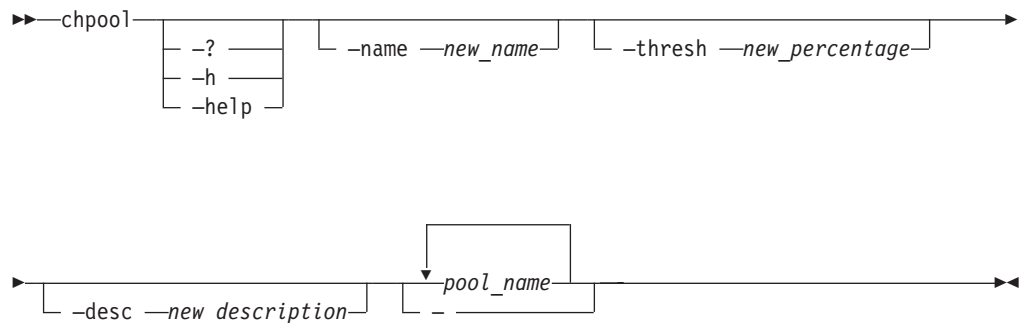 chpool
–?
–h
–help
–name new_name
–thresh new_percentage
–desc new description
pool_name
–